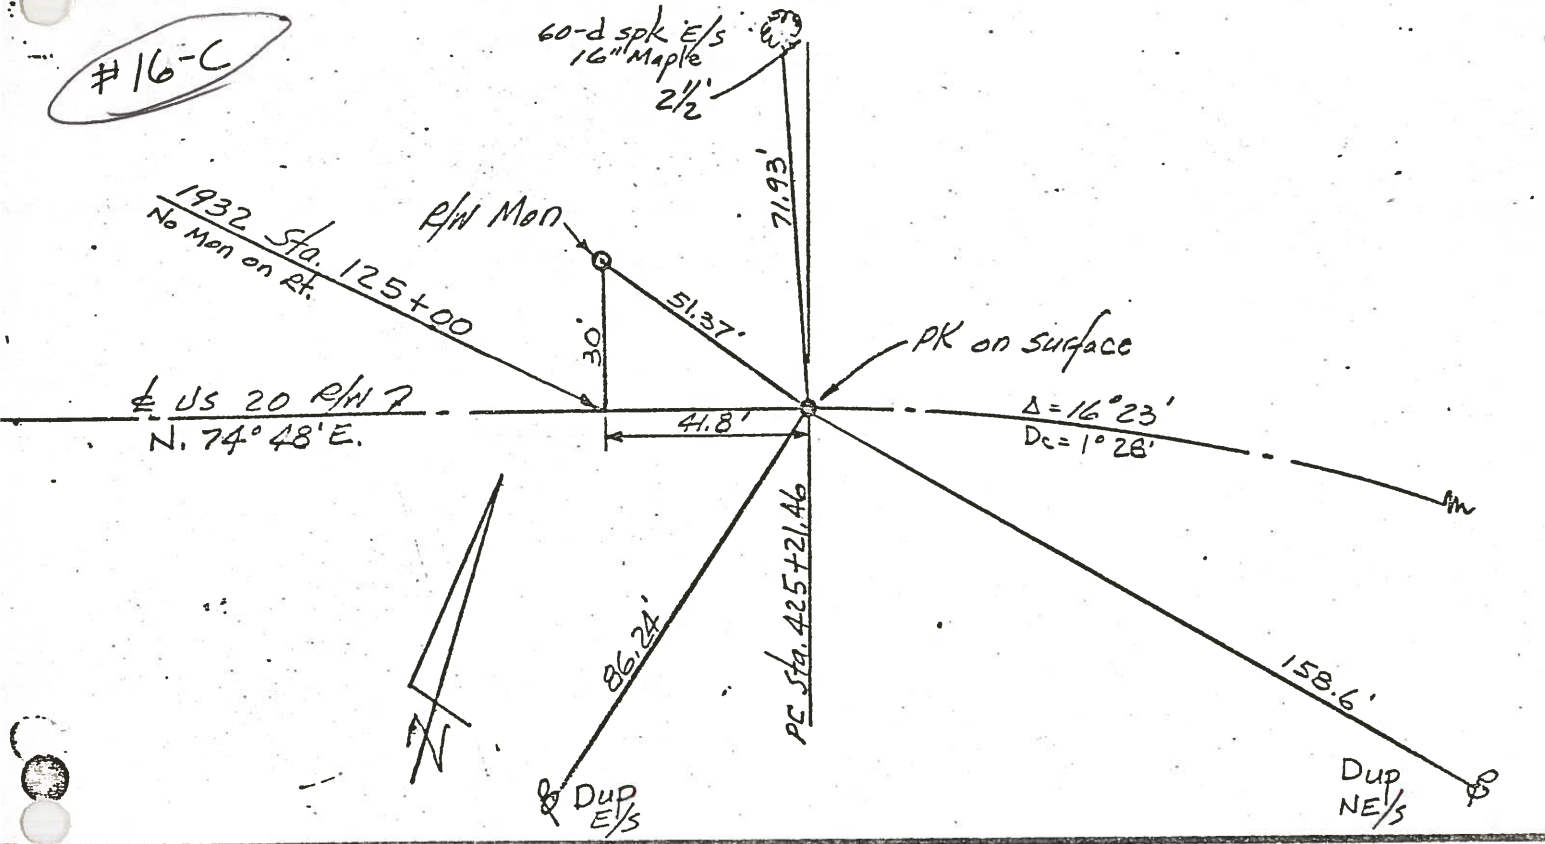 #16-C
60-d spk E/s
16" Maple
2½'
71.93'
1932 Sta. 125+00
No Mon on Rt.
R/W Mon
51.37'
30'
PK on surface
℄ US 20 R/W ?
N. 74° 48' E.
41.8'
Δ = 16° 23'
Dc = 1° 28'
PC Sta. 425+21.46
86.24'
158.6'
N
Dup
E/s
Dup
NE/s